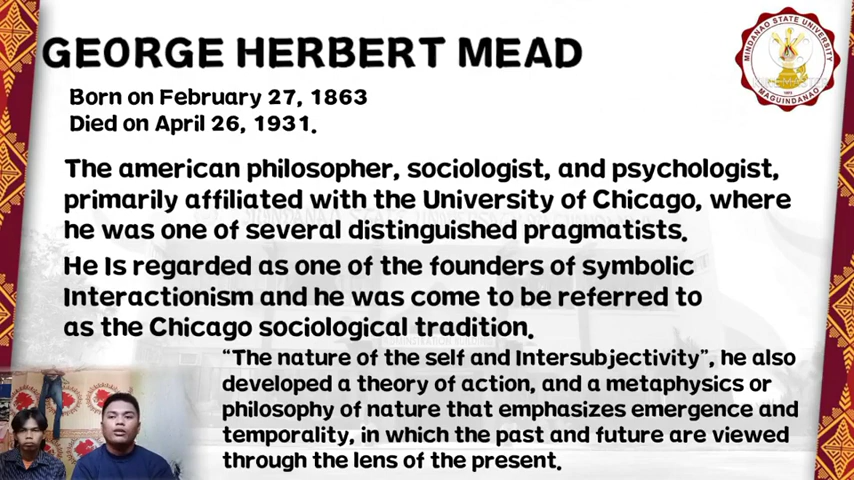 GEORGE HERBERT MEAD
MINDANAO STATE UNIVERSITY
MAGUINDANAO
Born on February 27, 1863
Died on April 26, 1931.
The american philosopher, sociologist, and psychologist,
primarily affiliated with the University of Chicago, where
he was one of several distinguished pragmatists.
He Is regarded as one of the founders of symbolic
Interactionism and he was come to be referred to
as the Chicago sociological tradition.
“The nature of the self and Intersubjectivity”, he also
developed a theory of action, and a metaphysics or
philosophy of nature that emphasizes emergence and
temporality, in which the past and future are viewed
through the lens of the present.